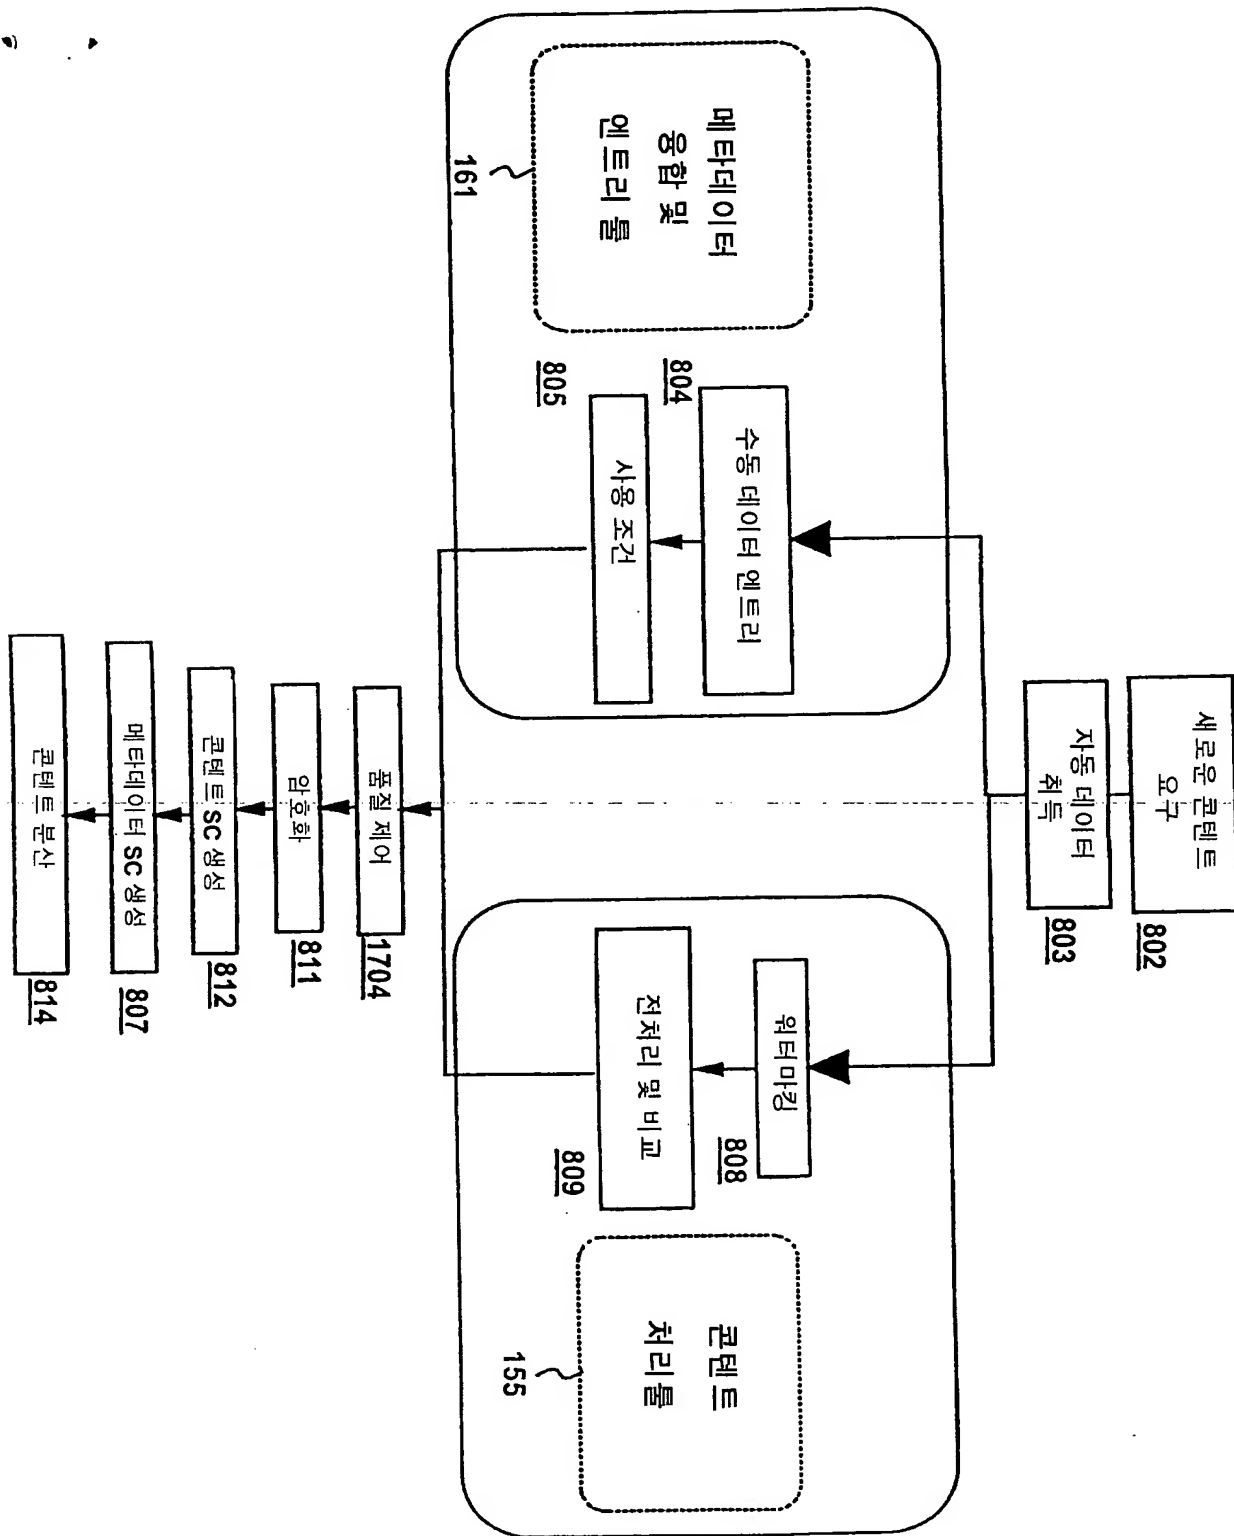 새로운 콘텐트
요구
802
자동 데이터
취득
803
메타데이터
융합 및
엔트리 툴
161
수동 데이터 엔트리
804
사용 조건
805
워터마킹
808
전처리 및 비교
809
콘텐트
처리툴
155
품질 제어
1704
암호화
811
콘텐트 SC 생성
812
메타데이터 SC 생성
807
콘텐트 분산
814